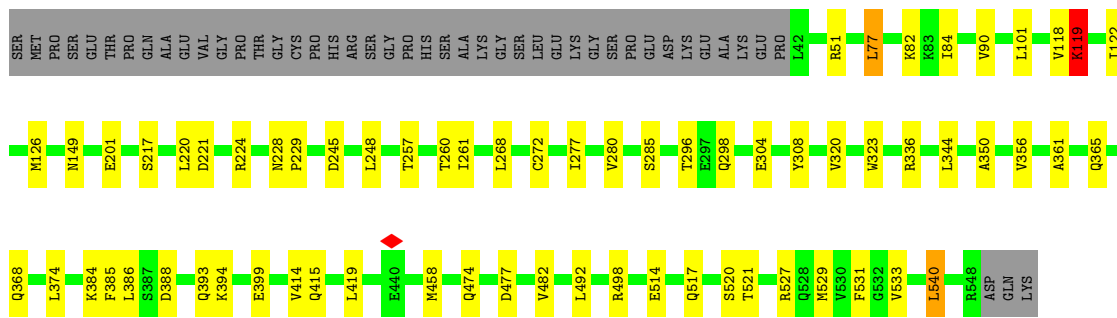 SER MET PRO SER GLU THR PRO GLN ALA GLU VAL GLY PRO THR GLY CYS PRO HIS ARG SER GLY PRO HIS SER ALA LYS GLY SER LEU GLU LYS GLY SER PRO GLU ASP LYS GLU ALA LYS GLU PRO L42 R51 L77 K82 K83 I84 V90 L101 V118 K119 I122
M126 N149 E201 S217 L220 D221 R224 N228 P229 D245 L248 T257 T260 I261 L268 C272 I277 V280 S285 T296 E297 Q298 E304 Y308 V320 W323 R336 L344 A350 V356 A361 Q365
Q368 L374 K384 F385 L386 S387 D388 Q393 K394 E399 V414 Q415 L419 E440 M458 Q474 D477 V482 L492 R498 E514 Q517 S520 T521 R527 Q528 M529 V530 F531 G532 V533 L540 R548 ASP GLN LYS